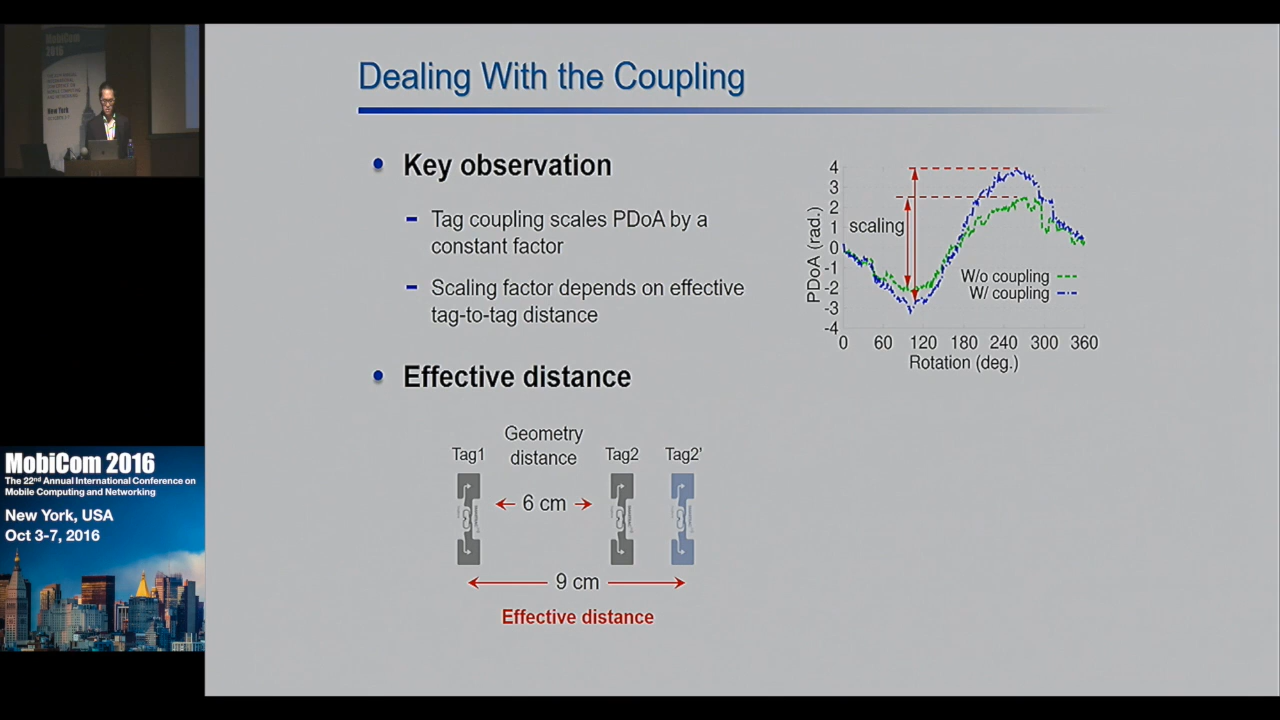 MobiCom
2016
New York
Dealing With the Coupling
Key observation
Tag coupling scales PDoA by a
constant factor
Scaling factor depends on effective
tag-to-tag distance
Effective distance
Geometry
distance
Tag1
Tag2
Tag2'
6 cm
9 cm
Effective distance
4
3
2
1
0
-1
-2
-3
-4
PDoA (rad.)
scaling
W/o coupling
W/ coupling
0 60 120 180 240 300 360
Rotation (deg.)
MobiCom 2016
The 22nd Annual International Conference on
Mobile Computing and Networking
New York, USA
Oct 3-7, 2016